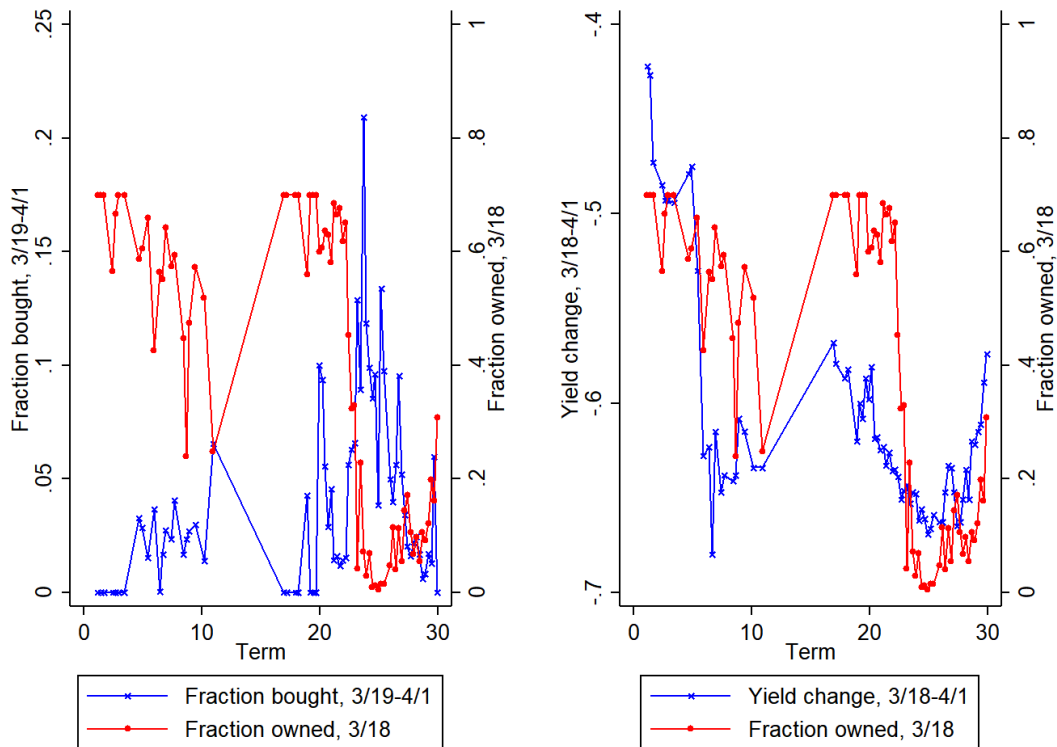 .25
.2
.15
.1
.05
0
Fraction bought, 3/19-4/1
1
.8
.6
.4
.2
0
Fraction owned, 3/18
0 10 20 30
Term
Fraction bought, 3/19-4/1
Fraction owned, 3/18
-.4
-.5
-.6
-.7
Yield change, 3/18-4/1
1
.8
.6
.4
.2
0
Fraction owned, 3/18
0 10 20 30
Term
Yield change, 3/18-4/1
Fraction owned, 3/18